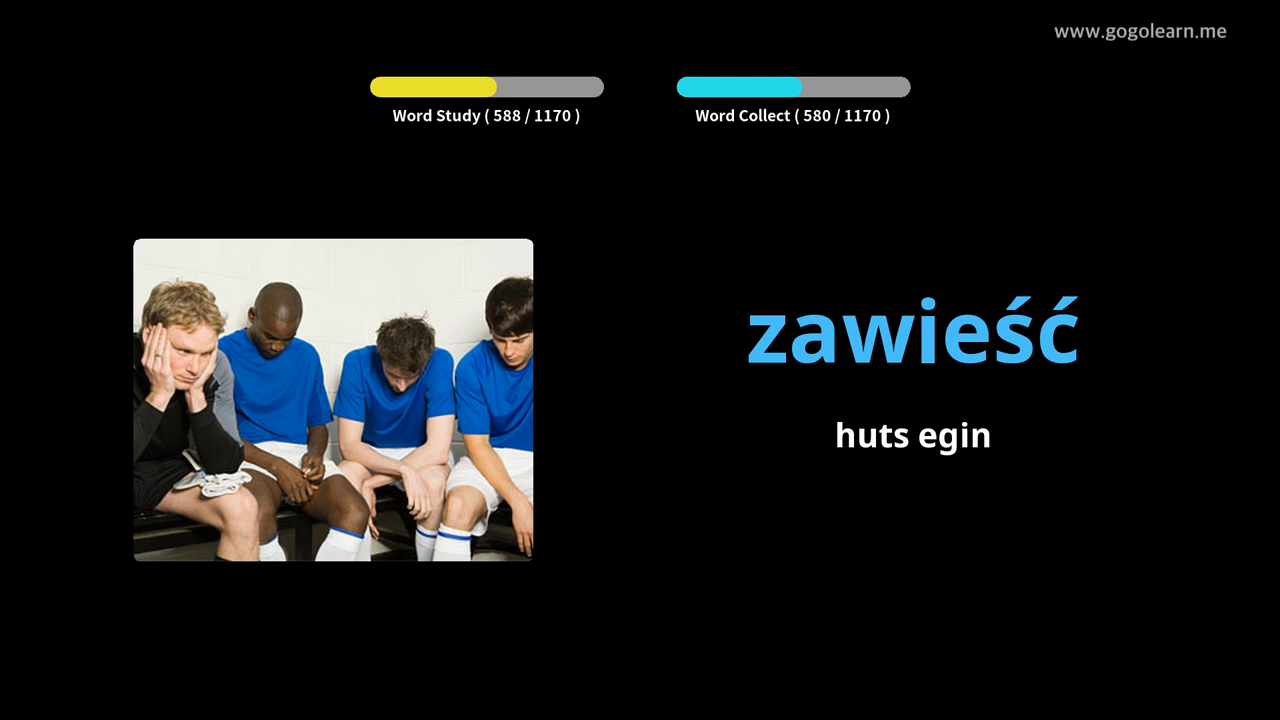 www.gogolearn.me
Word Study ( 588 / 1170 )
Word Collect ( 580 / 1170 )
zawieść
huts egin